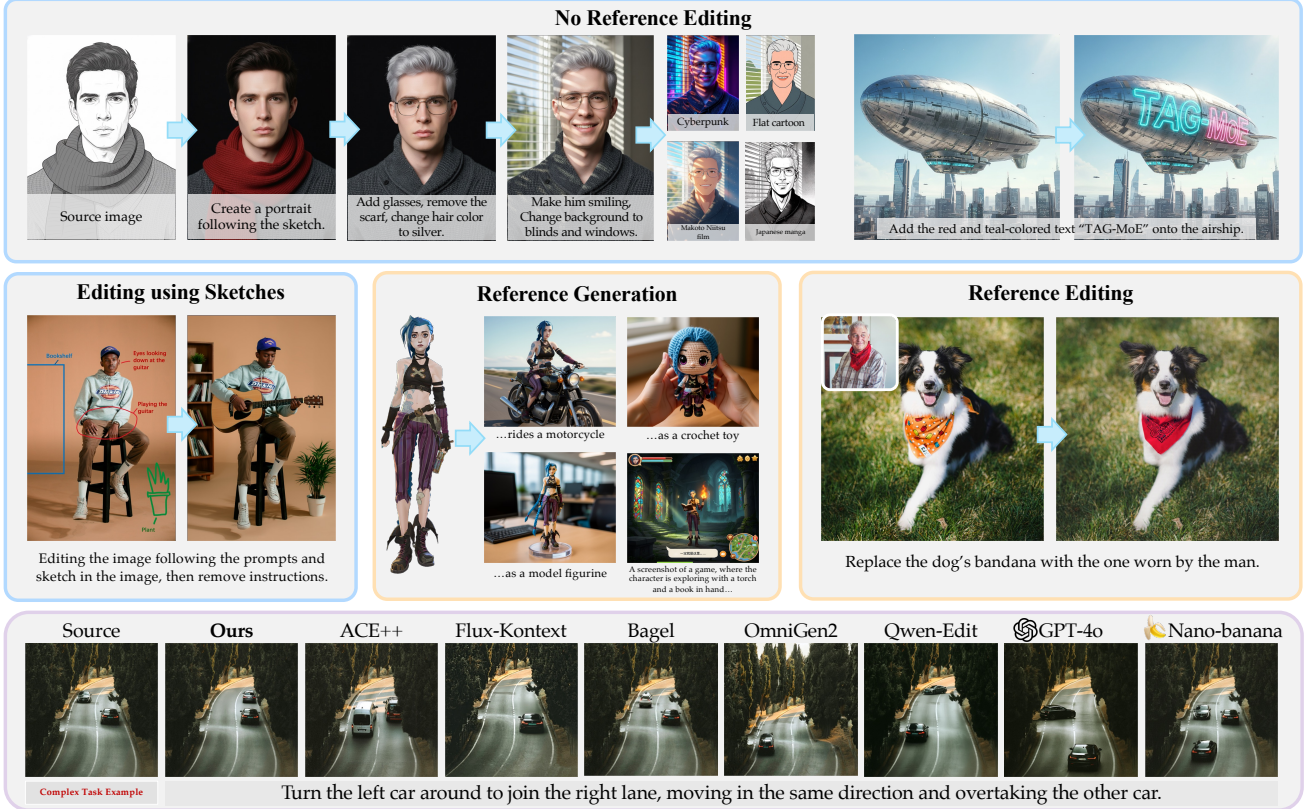 No Reference Editing
Source image
Create a portrait
following the sketch.
Add glasses, remove the
scarf, change hair color
to silver.
Make him smiling,
Change background to
blinds and windows.
Cyberpunk
Flat cartoon
Makoto Niitsu
film
Japanese manga
TAG-MoE
Add the red and teal-colored text “TAG-MoE” onto the airship.
Editing using Sketches
Bookshelf
Eyes looking
down at the
guitar
Playing the
guitar
Plant
DICKIES
Editing the image following the prompts and
sketch in the image, then remove instructions.
Reference Generation
…rides a motorcycle
…as a crochet toy
…as a model figurine
A screenshot of a game, where the
character is exploring with a torch
and a book in hand…
Reference Editing
Replace the dog’s bandana with the one worn by the man.
Source
Ours
ACE++
Flux-Kontext
Bagel
OmniGen2
Qwen-Edit
GPT-4o
Nano-banana
Complex Task Example
Turn the left car around to join the right lane, moving in the same direction and overtaking the other car.